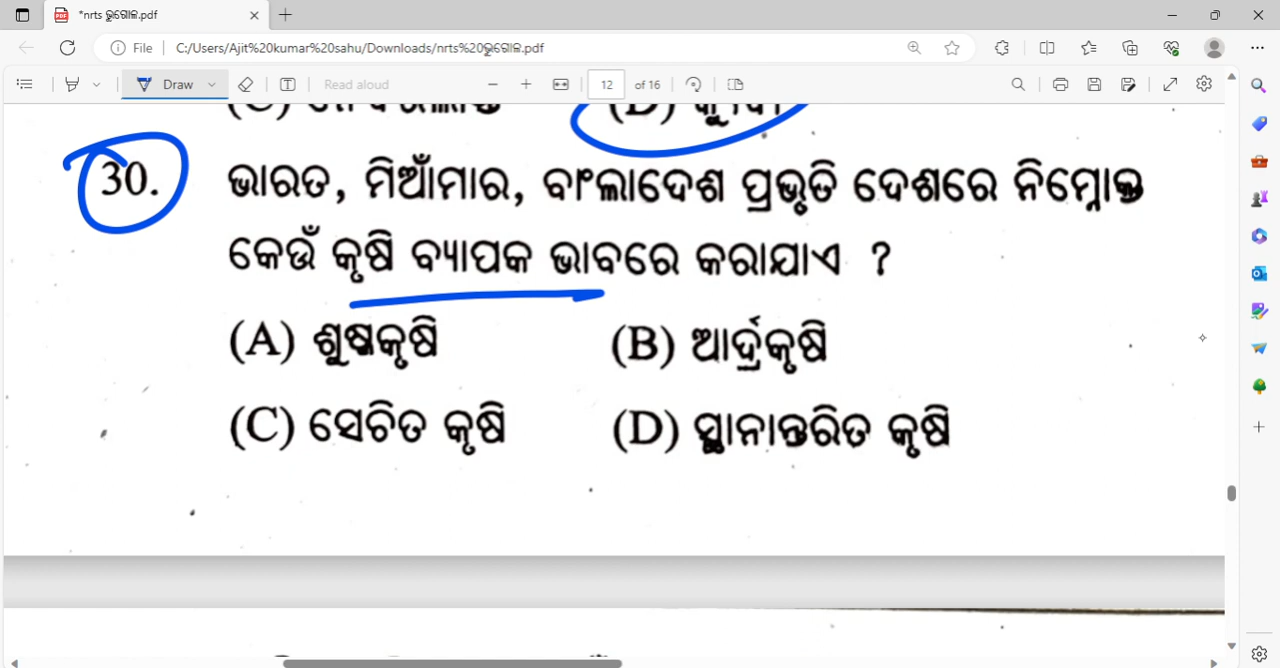 *nrts ଭୂଗୋଳ.pdf
File C:/Users/Ajit%20kumar%20sahu/Downloads/nrts%20ଭୂଗୋଳ.pdf
Draw Read aloud 12 of 16
30. ଭାରତ, ମିଆଁମାର, ବାଂଲାଦେଶ ପ୍ରଭୃତି ଦେଶରେ ନିମ୍ନୋକ୍ତ
କେଉଁ କୃଷି ବ୍ୟାପକ ଭାବରେ କରାଯାଏ ?
(A) ଶୁଷ୍କକୃଷି (B) ଆର୍ଦ୍ରକୃଷି
(C) ସେଚିତ କୃଷି (D) ସ୍ଥାନାନ୍ତରିତ କୃଷି